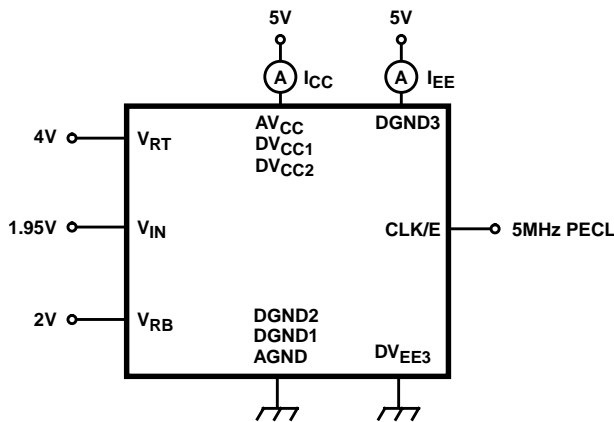 5V 5V
A ICC A IEE
AVCC DGND3
4V VRT DVCC1
DVCC2
1.95V VIN CLK/E 5MHz PECL
2V VRB DGND2
DGND1
AGND DVEE3